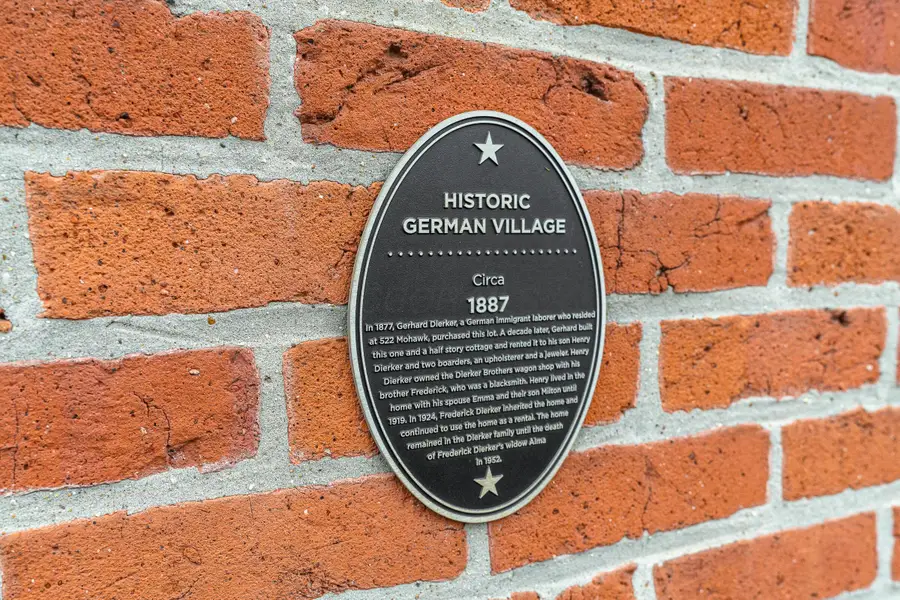 HISTORIC
GERMAN VILLAGE
Circa
1887
In 1877, Gerhard Dierker, a German immigrant laborer who resided
at 522 Mohawk, purchased this lot. A decade later, Gerhard built
this one and a half story cottage and rented it to his son Henry
Dierker and two boarders, an upholsterer and a jeweler. Henry
Dierker owned the Dierker Brothers wagon shop with his
brother Frederick, who was a blacksmith. Henry lived in the
home with his spouse Emma and their son Milton until
1919. In 1924, Frederick Dierker inherited the home and
continued to use the home as a rental. The home
remained in the Dierker family until the death
of Frederick Dierker's widow Alma
in 1952.